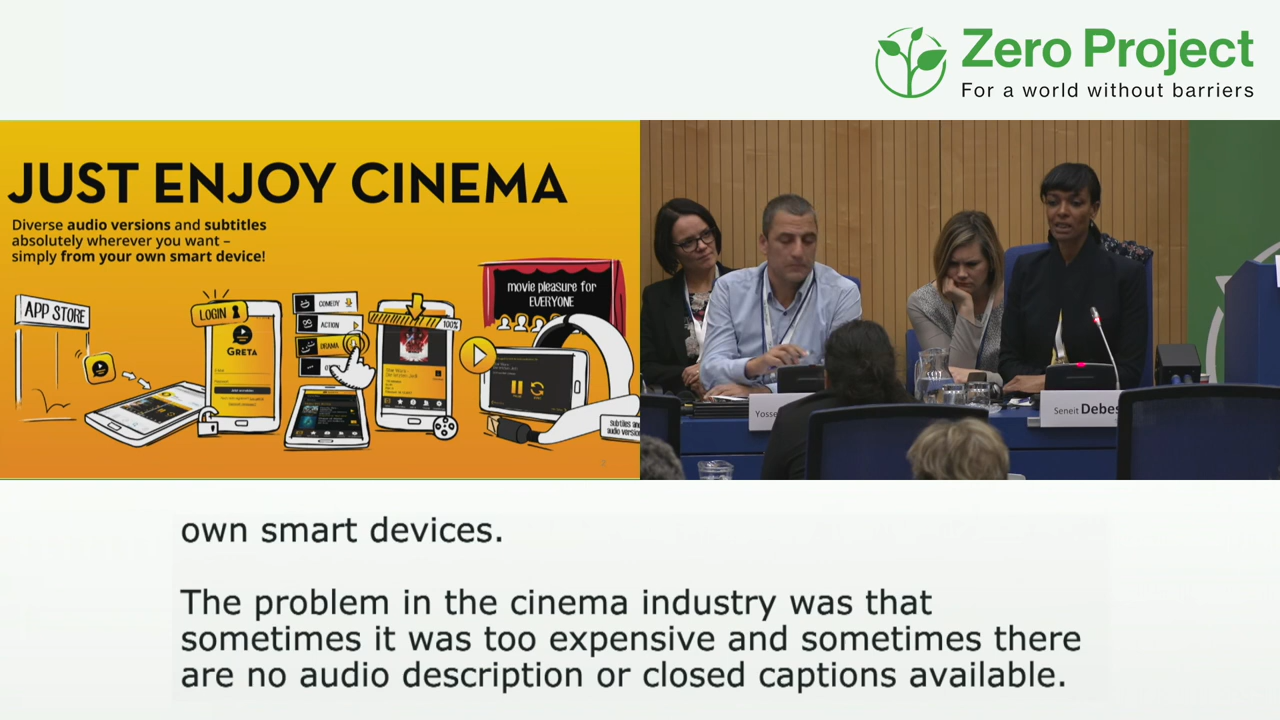 Zero Project
For a world without barriers
JUST ENJOY CINEMA
Diverse audio versions and subtitles
absolutely wherever you want –
simply from your own smart device!
APP STORE
LOGIN
GRETA
COMEDY
ACTION
DRAMA
100%
movie pleasure for
EVERYONE
subtitles and
audio versions
Yosse
Seneit Debes
own smart devices.
The problem in the cinema industry was that
sometimes it was too expensive and sometimes there
are no audio description or closed captions available.